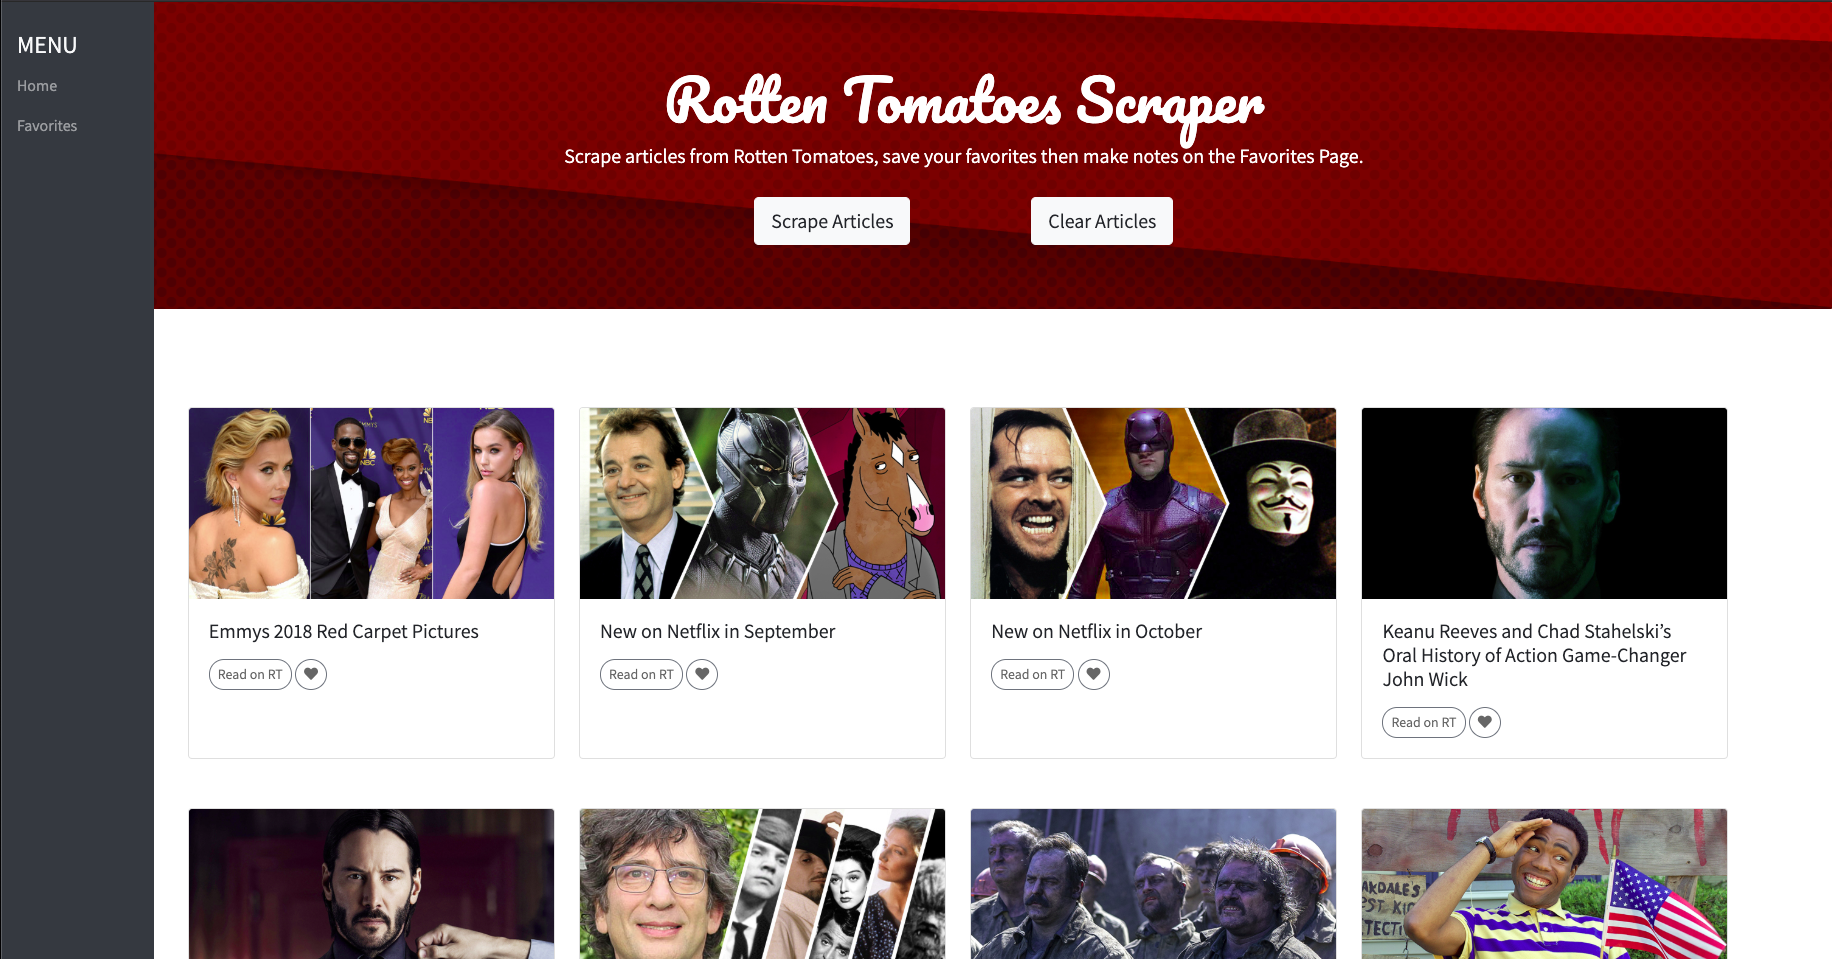 MENU
Home
Favorites
Rotten Tomatoes Scraper
Scrape articles from Rotten Tomatoes, save your favorites then make notes on the Favorites Page.
Scrape Articles
Clear Articles
NBC
Emmys 2018 Red Carpet Pictures
Read on RT
New on Netflix in September
Read on RT
New on Netflix in October
Read on RT
Keanu Reeves and Chad Stahelski’s
Oral History of Action Game-Changer
John Wick
Read on RT